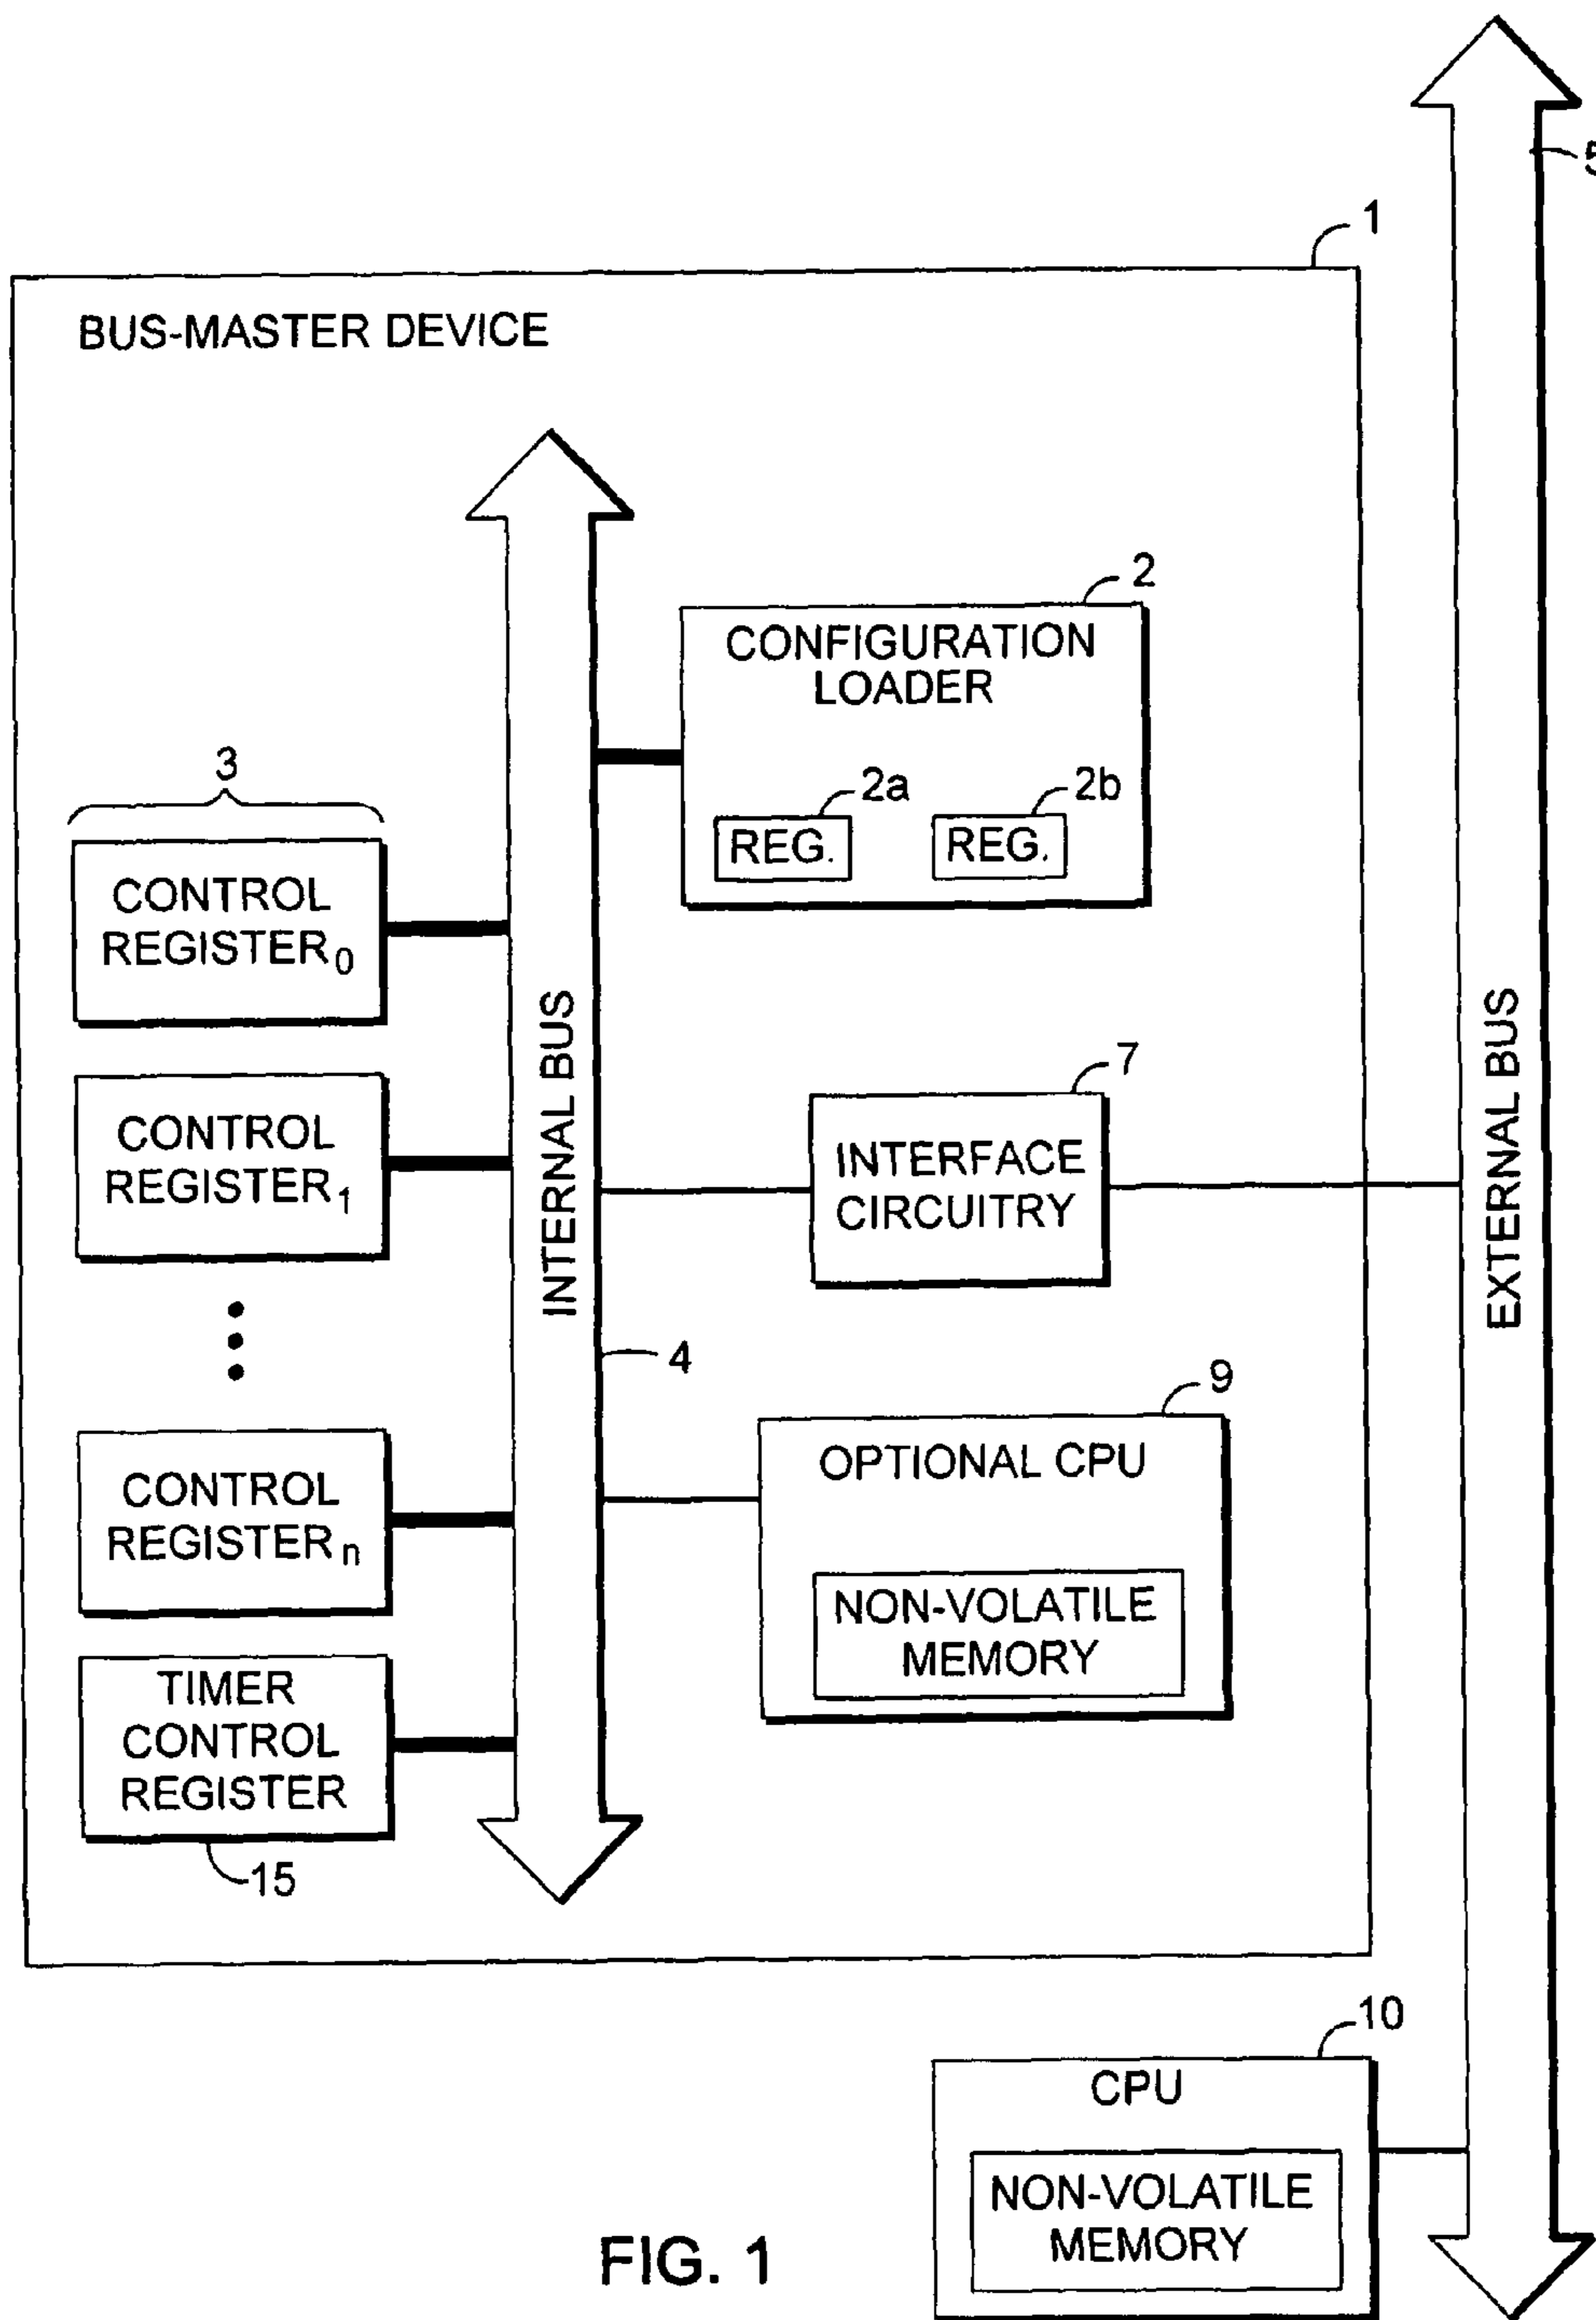 5
1
BUS-MASTER DEVICE
2
CONFIGURATION
LOADER
2a
2b
REG.
REG.
3
CONTROL
REGISTER0
CONTROL
REGISTER1
CONTROL
REGISTERn
TIMER
CONTROL
REGISTER
15
INTERNAL BUS
4
7
INTERFACE
CIRCUITRY
9
OPTIONAL CPU
NON-VOLATILE
MEMORY
EXTERNAL BUS
10
CPU
NON-VOLATILE
MEMORY
FIG. 1